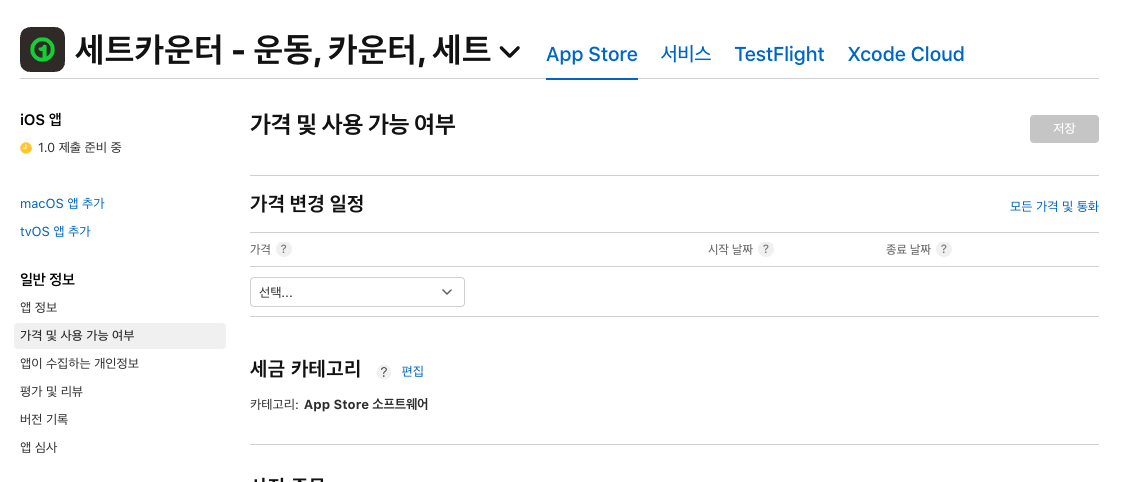 세트카운터 - 운동, 카운터, 세트
App Store 서비스 TestFlight Xcode Cloud
iOS 앱
1.0 제출 준비 중
macOS 앱 추가
tvOS 앱 추가
일반 정보
앱 정보
가격 및 사용 가능 여부
앱이 수집하는 개인정보
평가 및 리뷰
버전 기록
앱 심사
가격 및 사용 가능 여부
저장
가격 변경 일정
모든 가격 및 통화
가격 ? 시작 날짜 ? 종료 날짜 ?
선택...
세금 카테고리 ? 편집
카테고리: App Store 소프트웨어